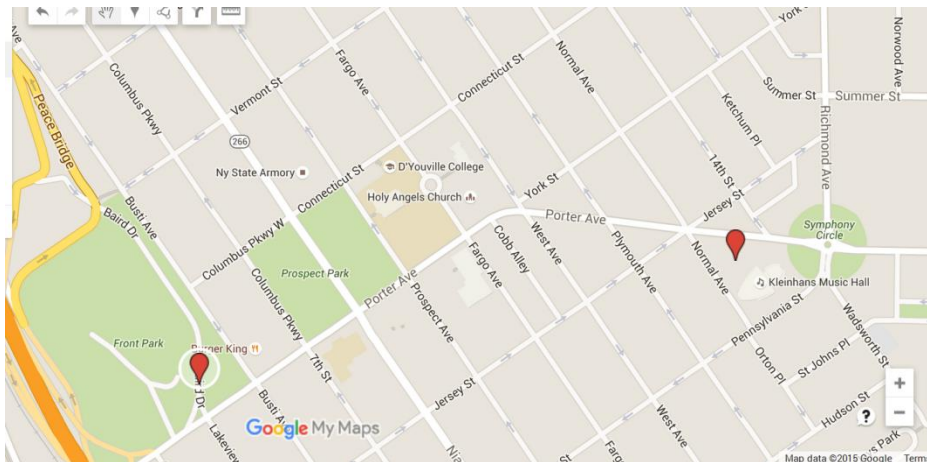 York St
Norwood Ave
Fargo Ave
Normal Ave
Columbus Pkwy
Connecticut St
Vermont St
Peace Bridge
Summer St
Summer St
Richmond Ave
Ketchum Pl
266
Ny State Armory
D'Youville College
14th St
Holy Angels Church
Connecticut St
York St
Jersey St
Busti Ave
Baird Dr
Porter Ave
Symphony
Circle
Columbus Pkwy W
Prospect Park
Cobb Alley
West Ave
Plymouth Ave
Normal Ave
Kleinhans Music Hall
Porter Ave
Fargo Ave
Columbus Pkwy
Prospect Ave
Pennsylvania St
Wadsworth St
Front Park
Burger King
7th St
Orton Pl
St Johns Pl
Jersey St
Busti
Lakeview
Google My Maps
West Ave
Hudson St
+
−
?
Fargo
Map data ©2015 Google